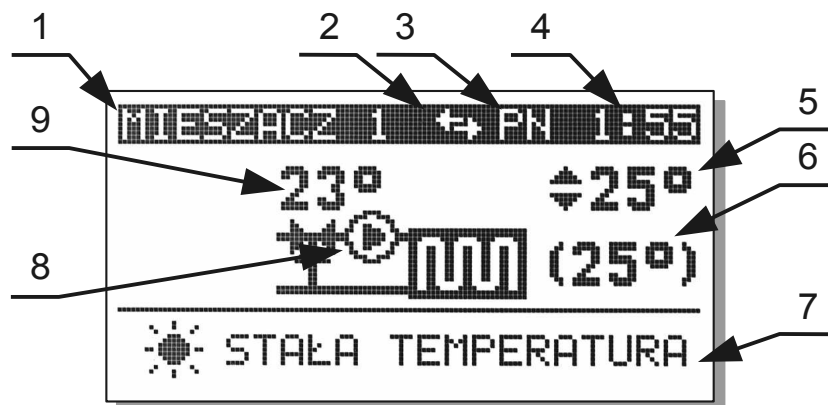 1 2 3 4
MIESZACZ 1 PN 1:55
5
9 23° 25°
6
8 (25°)
7
STAŁA TEMPERATURA